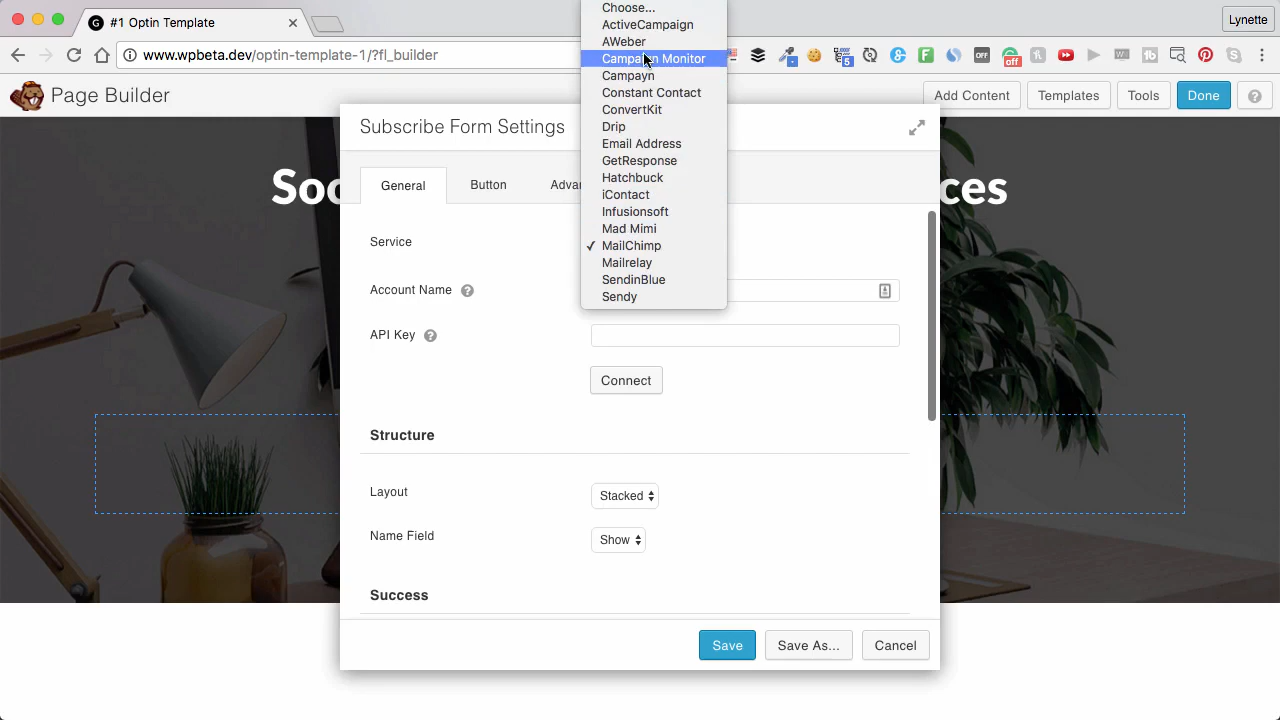 #1 Optin Template
Lynette
www.wpbeta.dev/optin-template-1/?fl_builder
5
OFF
off
Page Builder
Add Content
Templates
Tools
Done
?
Choose...
ActiveCampaign
AWeber
Campaign Monitor
Campayn
Constant Contact
ConvertKit
Drip
Email Address
GetResponse
Hatchbuck
iContact
Infusionsoft
Mad Mimi
✓ MailChimp
Mailrelay
SendinBlue
Sendy
Subscribe Form Settings
General
Button
Service
Account Name ?
API Key ?
Connect
Structure
Layout
Stacked
Name Field
Show
Success
Save
Save As...
Cancel